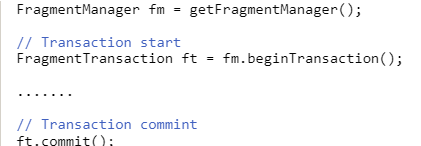 FragmentManager fm = getFragmentManager();
// Transaction start
FragmentTransaction ft = fm.beginTransaction();
.......
// Transaction commint
ft.commit();